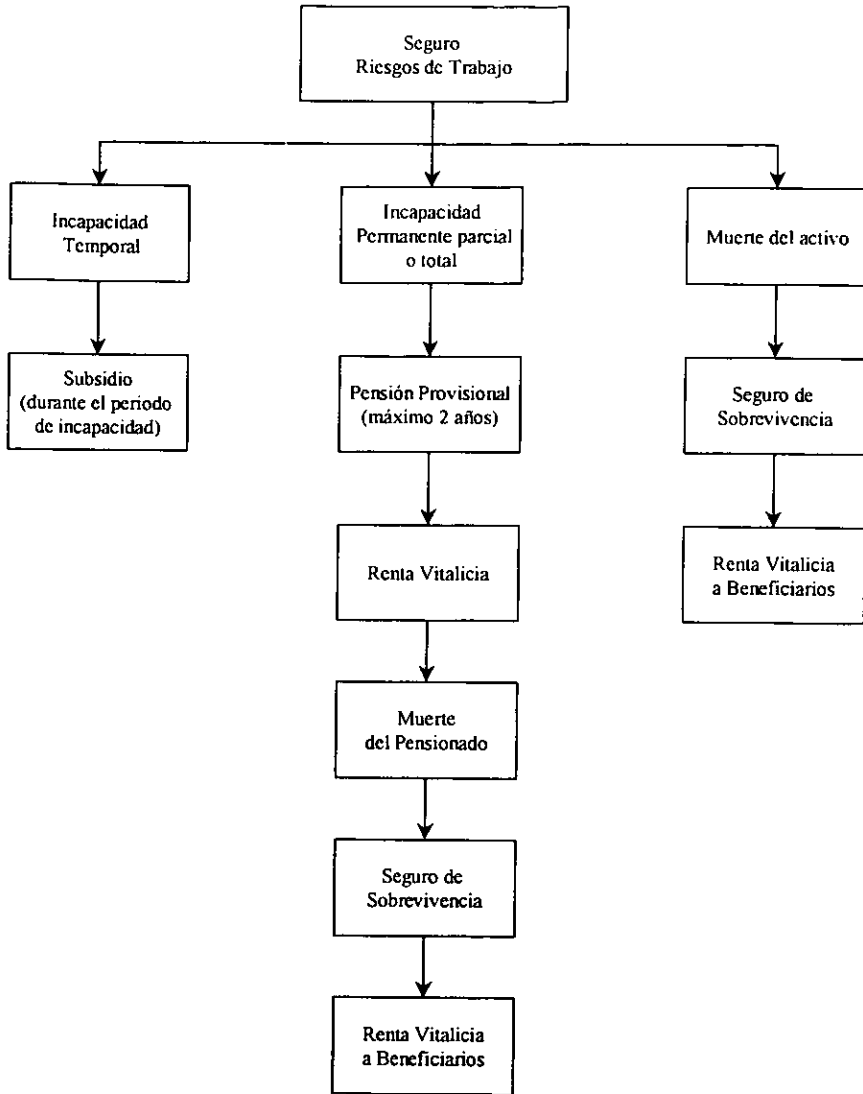 Seguro
Riesgos de Trabajo
Incapacidad
Temporal
Incapacidad
Permanente parcial
o total
Muerte del activo
Subsidio
(durante el periodo
de incapacidad)
Pensión Provisional
(máximo 2 años)
Seguro de
Sobrevivencia
Renta Vitalicia
Renta Vitalicia
a Beneficiarios
Muerte
del Pensionado
Seguro de
Sobrevivencia
Renta Vitalicia
a Beneficiarios